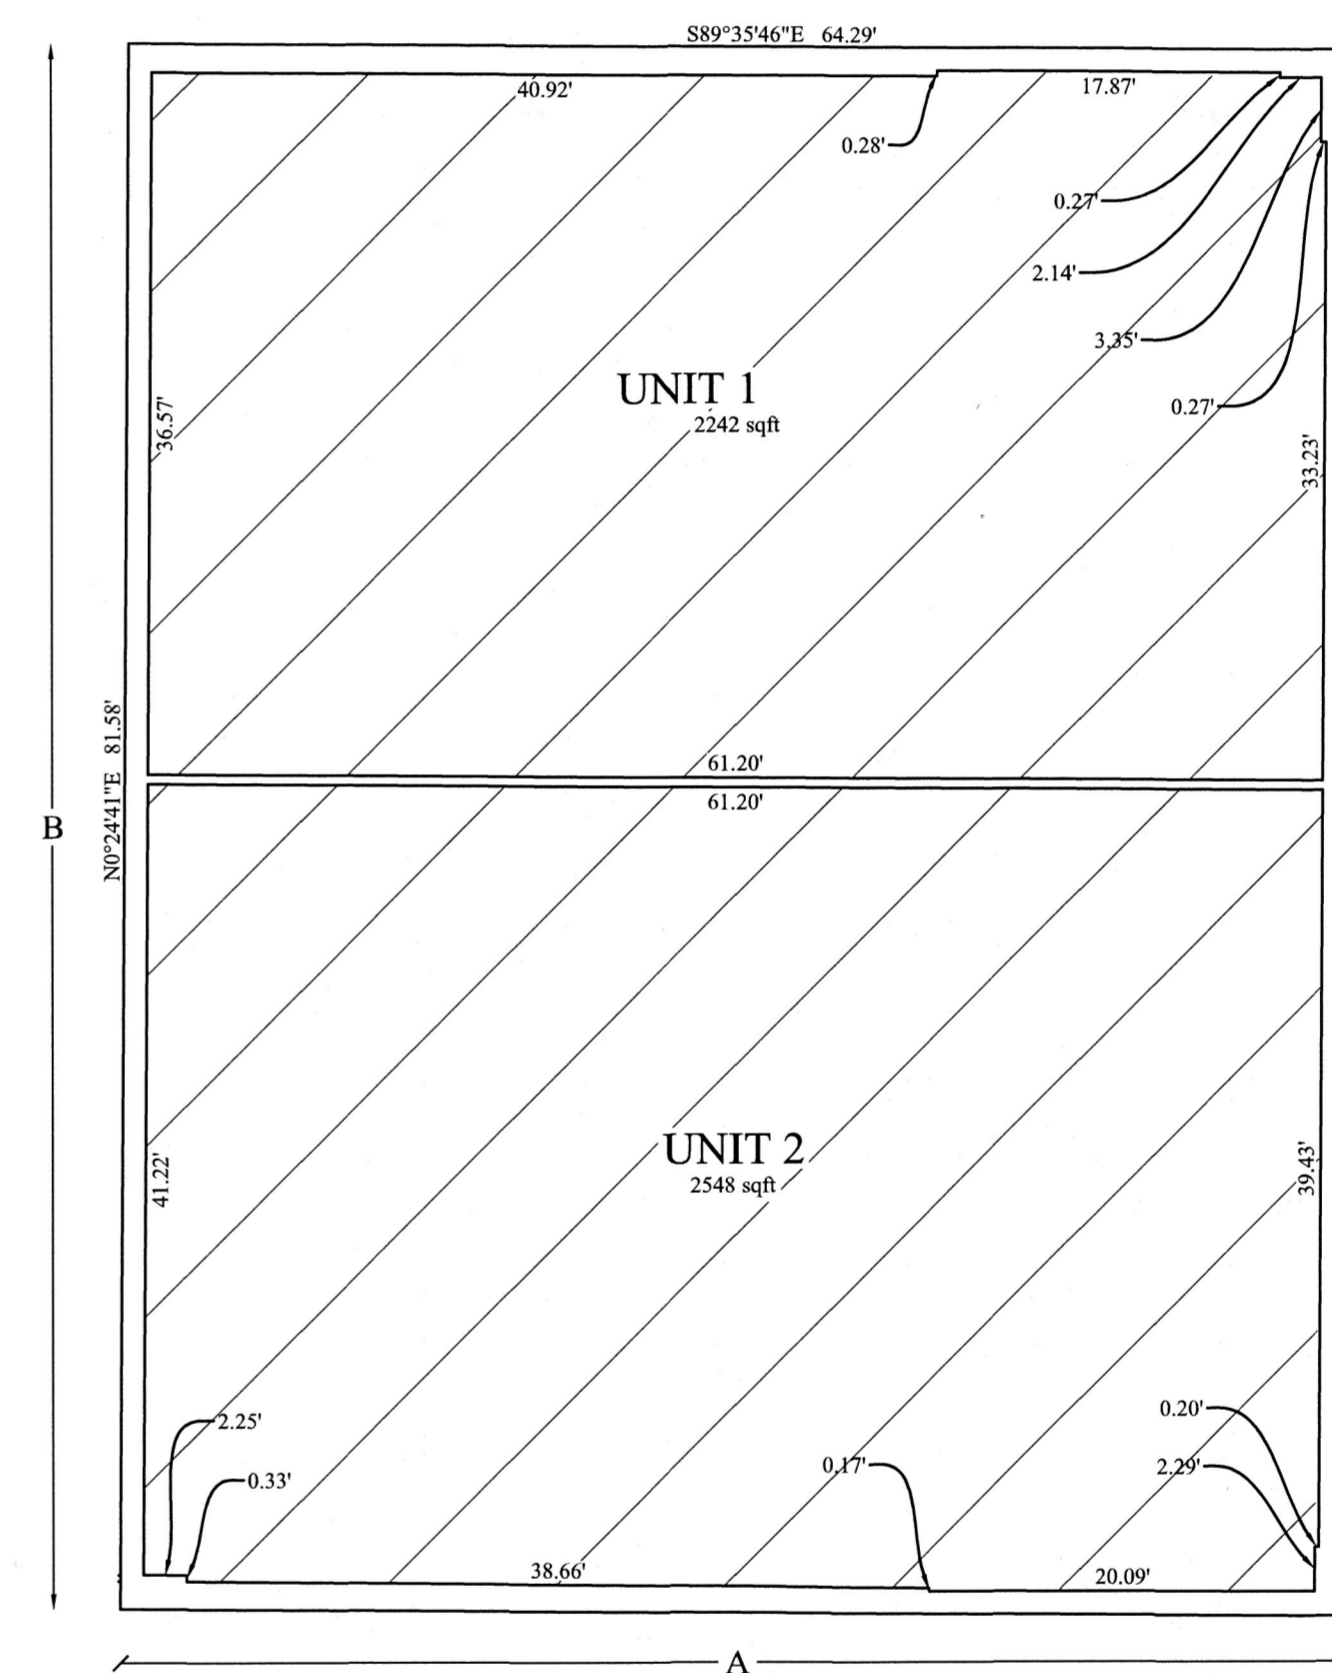 S89°35'46"E 64.29'
40.92'
17.87'
0.28'
0.27'
2.14'
3.35'
0.27'
UNIT 1
2242 sqft
36.57'
33.23'
61.20'
N0°24'41"E 81.58'
B
61.20'
UNIT 2
2548 sqft
41.22'
39.43'
2.25'
0.33'
0.17'
0.20'
2.29'
38.66'
20.09'
A